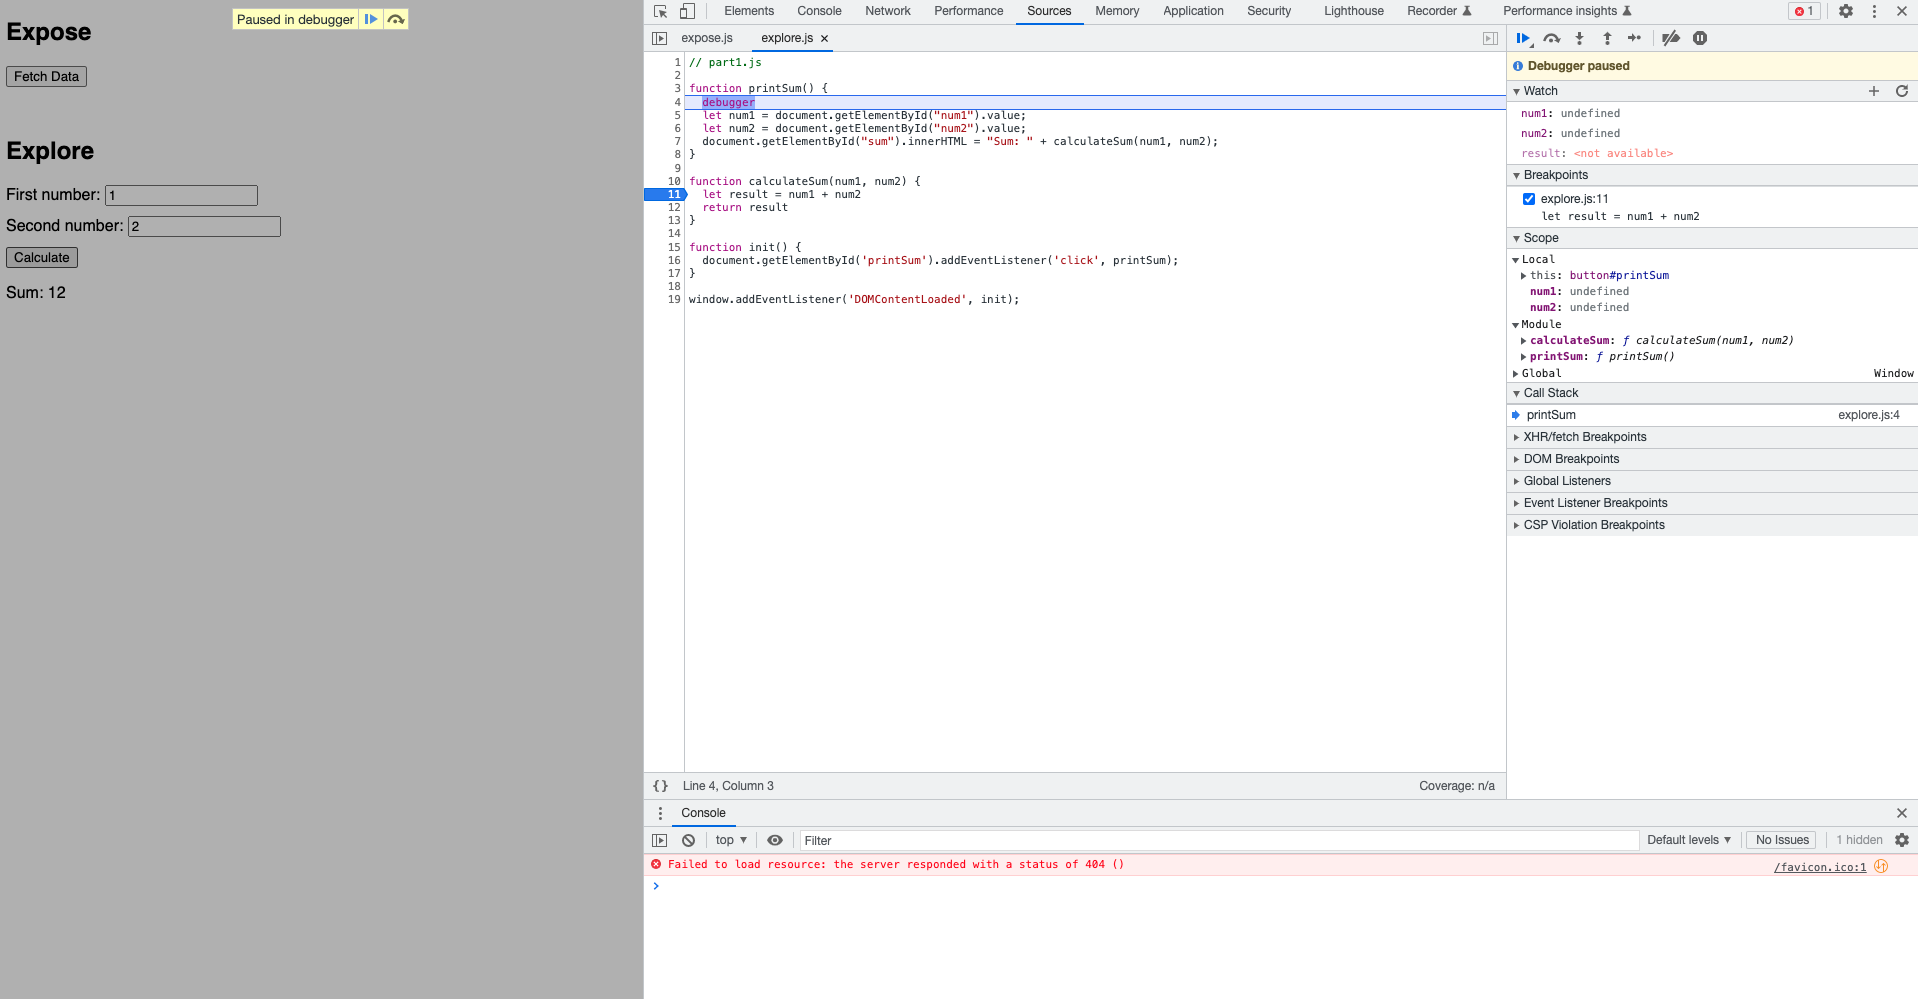 Expose
Paused in debugger
Fetch Data
Explore
First number: 1
Second number: 2
Calculate
Sum: 12
Elements Console Network Performance Sources Memory Application Security Lighthouse Recorder Performance insights 1
expose.js explore.js
1 // part1.js
2
3 function printSum() {
4 debugger
5 let num1 = document.getElementById("num1").value;
6 let num2 = document.getElementById("num2").value;
7 document.getElementById("sum").innerHTML = "Sum: " + calculateSum(num1, num2);
8 }
9
10 function calculateSum(num1, num2) {
11 let result = num1 + num2
12 return result
13 }
14
15 function init() {
16 document.getElementById('printSum').addEventListener('click', printSum);
17 }
18
19 window.addEventListener('DOMContentLoaded', init);
{} Line 4, Column 3 Coverage: n/a
Debugger paused
Watch
num1: undefined
num2: undefined
result: <not available>
Breakpoints
explore.js:11
let result = num1 + num2
Scope
Local
this: button#printSum
num1: undefined
num2: undefined
Module
calculateSum: ƒ calculateSum(num1, num2)
printSum: ƒ printSum()
Global Window
Call Stack
printSum explore.js:4
XHR/fetch Breakpoints
DOM Breakpoints
Global Listeners
Event Listener Breakpoints
CSP Violation Breakpoints
Console
top Filter Default levels No Issues 1 hidden
Failed to load resource: the server responded with a status of 404 () /favicon.ico:1